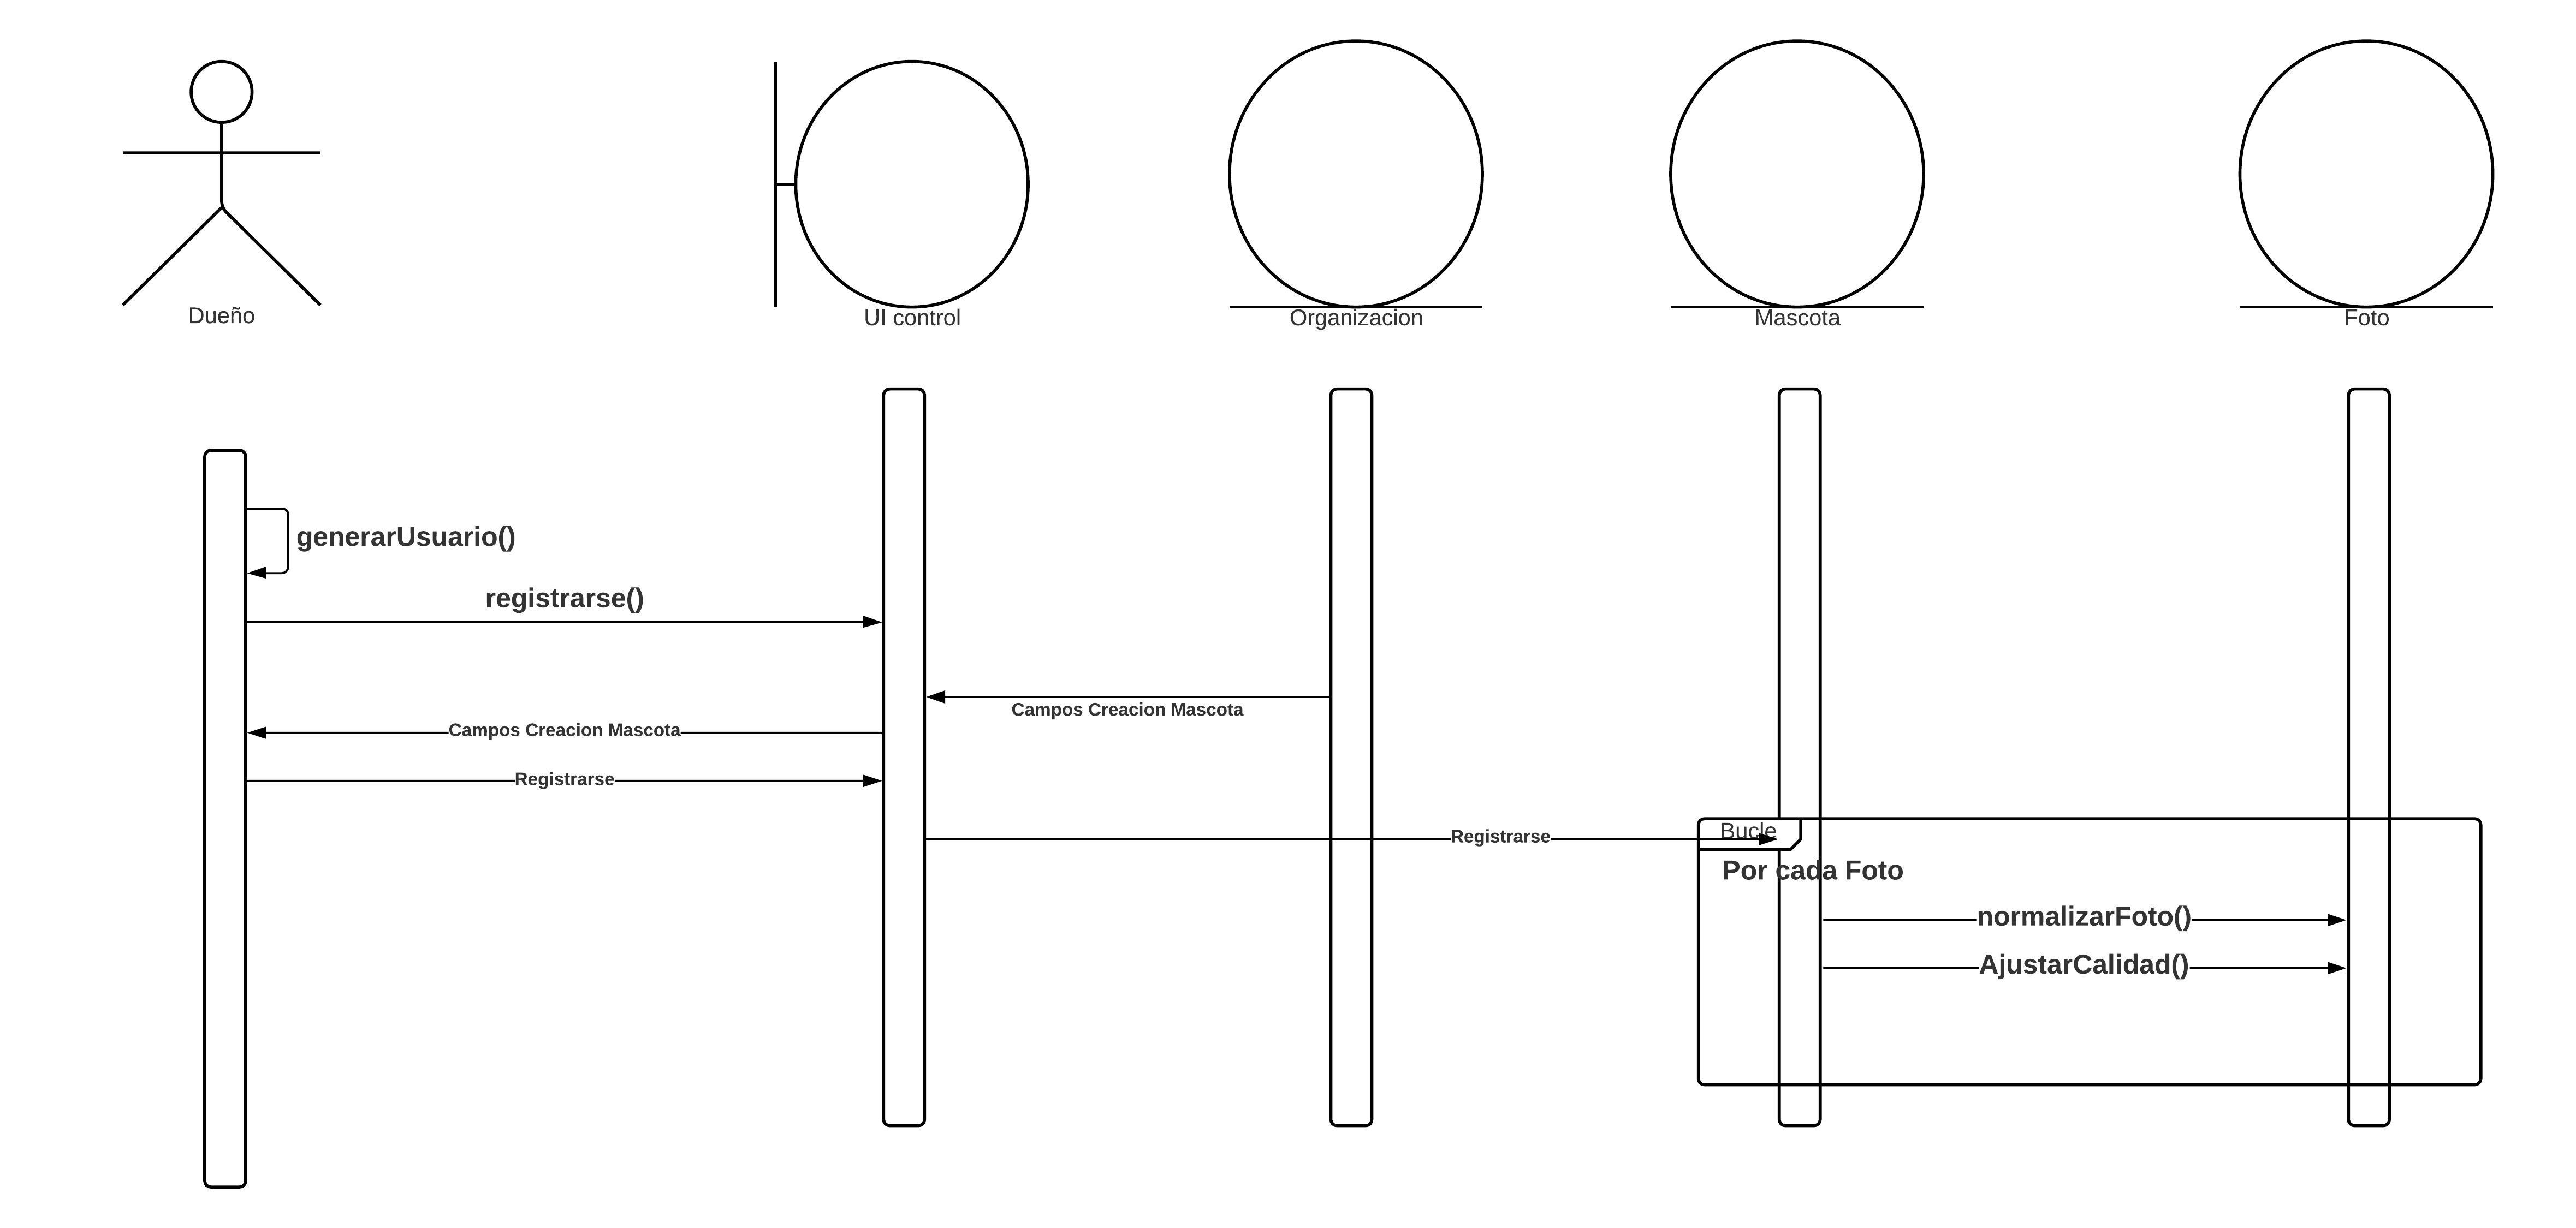 Dueño
UI control
Organizacion
Mascota
Foto
generarUsuario()
registrarse()
Campos Creacion Mascota
Campos Creacion Mascota
Registrarse
Registrarse
Bucle
Por cada Foto
normalizarFoto()
AjustarCalidad()